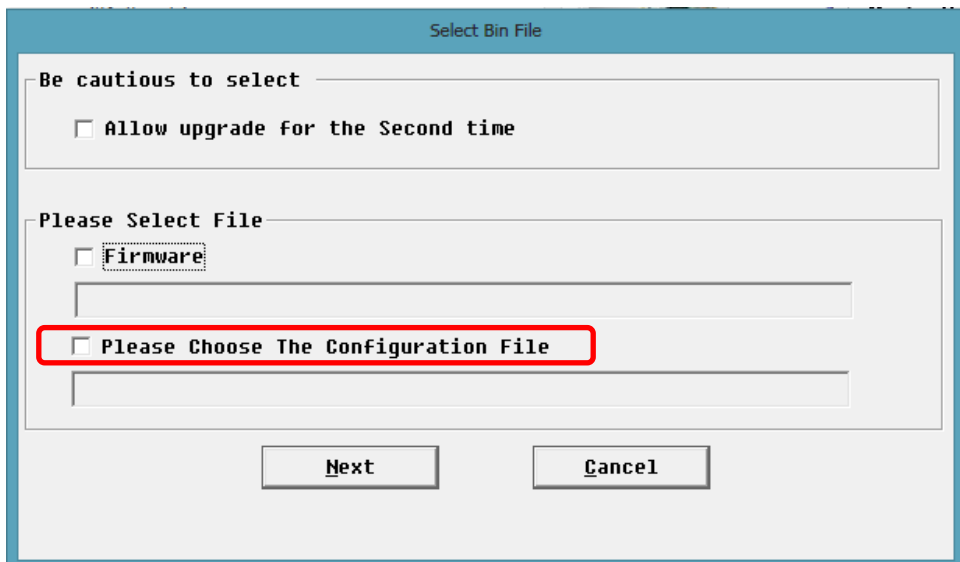 Select Bin File
Be cautious to select
Allow upgrade for the Second time
Please Select File
Firmware
Please Choose The Configuration File
Next
Cancel